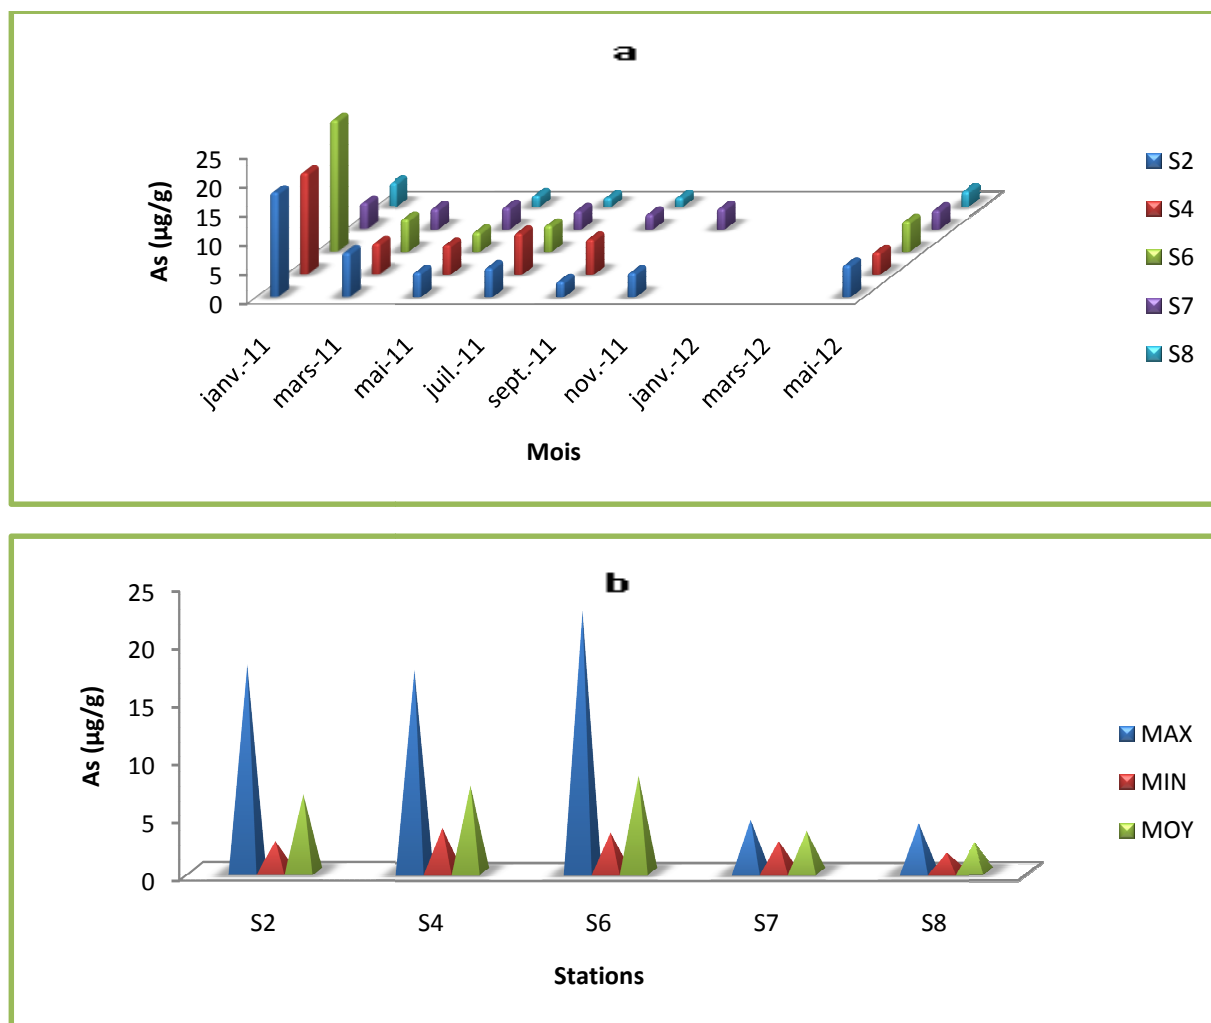 a
25
20
15
10
5
0
As (µg/g)
janv.-11
mars-11
mai-11
juil.-11
sept.-11
nov.-11
janv.-12
mars-12
mai-12
Mois
S2
S4
S6
S7
S8
b
25
20
15
10
5
0
As (µg/g)
S2 S4 S6 S7 S8
Stations
MAX
MIN
MOY